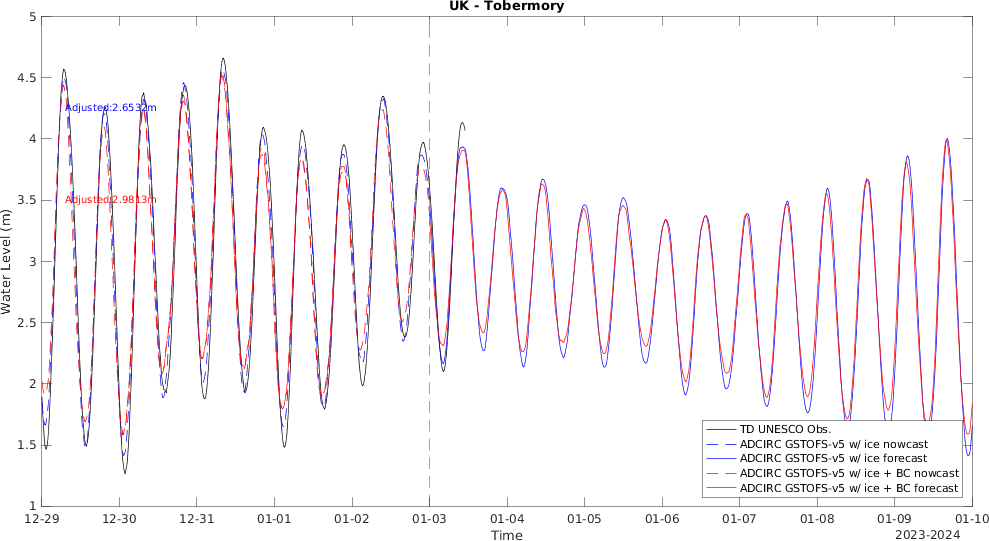 UK - Tobermory
5
4.5
4
3.5
3
2.5
2
1.5
1
Water Level (m)
Adjusted:2.6532m
Adjusted:2.9813m
TD UNESCO Obs.
ADCIRC GSTOFS-v5 w/ ice nowcast
ADCIRC GSTOFS-v5 w/ ice forecast
ADCIRC GSTOFS-v5 w/ ice + BC nowcast
ADCIRC GSTOFS-v5 w/ ice + BC forecast
12-29 12-30 12-31 01-01 01-02 01-03 01-04 01-05 01-06 01-07 01-08 01-09 01-10
Time
2023-2024